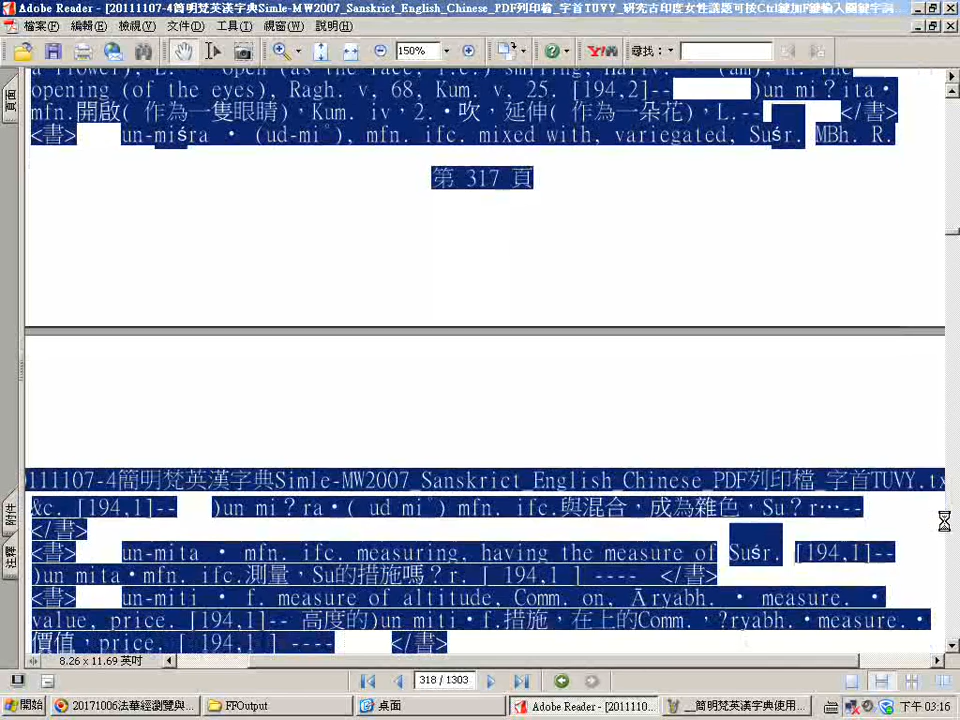 Adobe Reader - [20111107-4簡明梵英漢字典Simle-MW2007_Sanskrict_English_Chinese_PDF列印檔_字首TUVY_研究古印度女性議題可按Ctrl鍵加F鍵輸入關鍵字詞...
檔案(F) 編輯(E) 檢視(V) 文件(D) 工具(T) 視窗(W) 說明(H)
150% Y! 尋找：
頁面
opening (of the eyes), Ragh. v, 68, Kum. v, 25. [194,2]-- )un mi？ita‧
mfn.開啟( 作為一隻眼睛)，Kum. iv, 2.‧吹，延伸( 作為一朵花)，L.-- </書>
<書> un-miśra ‧ (ud-mi°), mfn. ifc. mixed with, variegated, Suśr. MBh. R.
第 317 頁
111107-4簡明梵英漢字典Simle-MW2007_Sanskrict_English_Chinese_PDF列印檔_字首TUVY.tx
&c. [194,1]-- )un mi？ra‧( ud mi°) mfn. ifc.與混合，成為雜色，Su？r…--
</書>
<書> un-mita ‧ mfn. ifc. measuring, having the measure of Suśr. [194,1]--
)un mita‧mfn. ifc.測量，Su的措施嗎？r. [ 194,1 ] ---- </書>
<書> un-miti ‧ f. measure of altitude, Comm. on, Āryabh. ‧ measure. ‧
value, price. [194,1]-- 高度的)un miti‧f.措施，在上的Comm.，?ryabh.‧measure.‧
價值，price. [ 194,1 ] ---- </書>
附件
注釋
8.26 x 11.69 英吋
318 / 1303
開始 20171006法華經瀏覽與... FFOutput 桌面 Adobe Reader - [201110... __簡明梵英字典使用... 下午 03:16